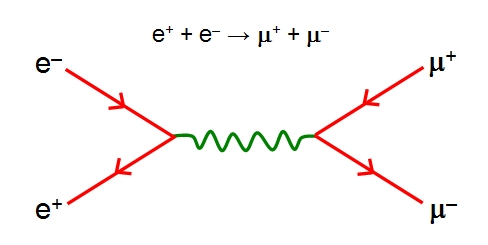 e⁺ + e⁻ → μ⁺ + μ⁻
e⁻ μ⁺
e⁺ μ⁻